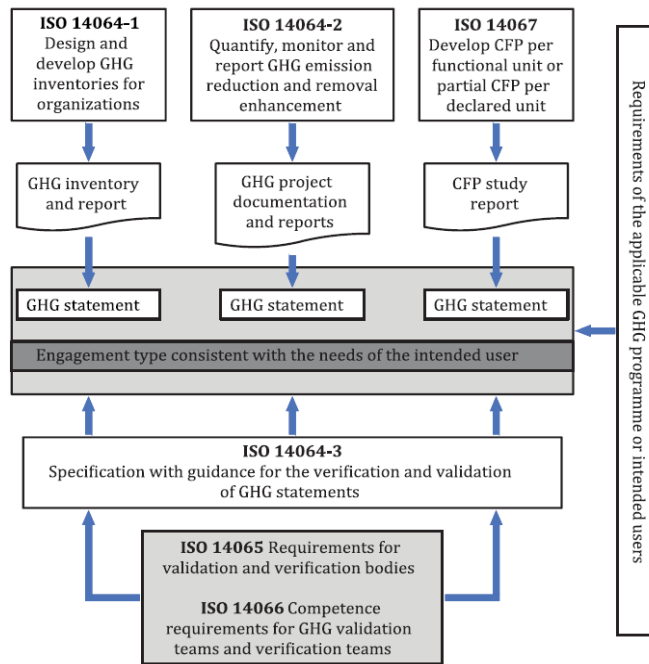 ISO 14064–1
Design and
develop GHG
inventories for
organizations
ISO 14064-2
Quantify, monitor and
report GHG emission
reduction and removal
enhancement
ISO 14067
Develop CFP per
functional unit or
partial CFP per
declared unit
GHG inventory
and report
GHG project
documentation
and reports
CFP study
report
GHG statement
GHG statement
GHG statement
Engagement type consistent with the needs of the intended user
ISO 14064-3
Specification with guidance for the verification and validation
of GHG statements
ISO 14065 Requirements for
validation and verification bodies
ISO 14066 Competence
requirements for GHG validation
teams and verification teams
Requirements of the applicable GHG programme or intended users